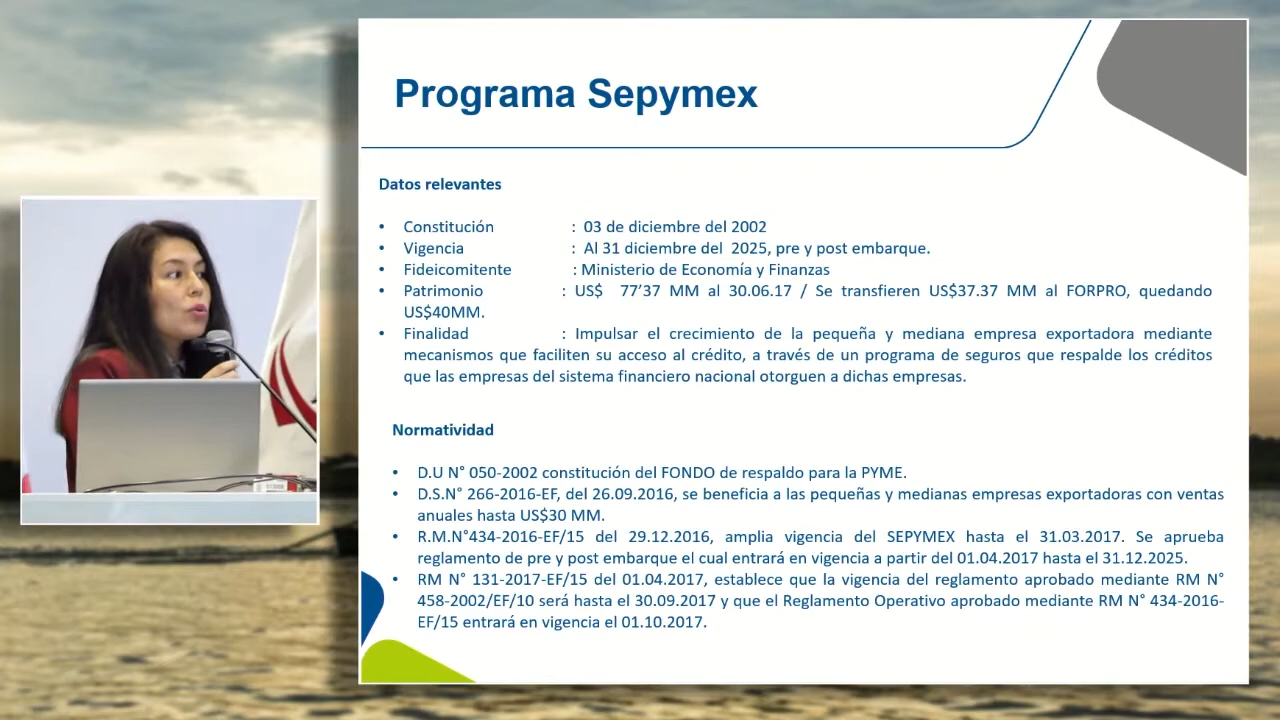 Programa Sepymex
Datos relevantes
• Constitución : 03 de diciembre del 2002
• Vigencia : Al 31 diciembre del 2025, pre y post embarque.
• Fideicomitente : Ministerio de Economía y Finanzas
• Patrimonio : US$ 77’37 MM al 30.06.17 / Se transfieren US$37.37 MM al FORPRO, quedando
US$40MM.
• Finalidad : Impulsar el crecimiento de la pequeña y mediana empresa exportadora mediante
mecanismos que faciliten su acceso al crédito, a través de un programa de seguros que respalde los créditos
que las empresas del sistema financiero nacional otorguen a dichas empresas.
Normatividad
• D.U N° 050-2002 constitución del FONDO de respaldo para la PYME.
• D.S.N° 266-2016-EF, del 26.09.2016, se beneficia a las pequeñas y medianas empresas exportadoras con ventas
anuales hasta US$30 MM.
• R.M.N°434-2016-EF/15 del 29.12.2016, amplia vigencia del SEPYMEX hasta el 31.03.2017. Se aprueba
reglamento de pre y post embarque el cual entrará en vigencia a partir del 01.04.2017 hasta el 31.12.2025.
• RM N° 131-2017-EF/15 del 01.04.2017, establece que la vigencia del reglamento aprobado mediante RM N°
458-2002/EF/10 será hasta el 30.09.2017 y que el Reglamento Operativo aprobado mediante RM N° 434-2016-
EF/15 entrará en vigencia el 01.10.2017.